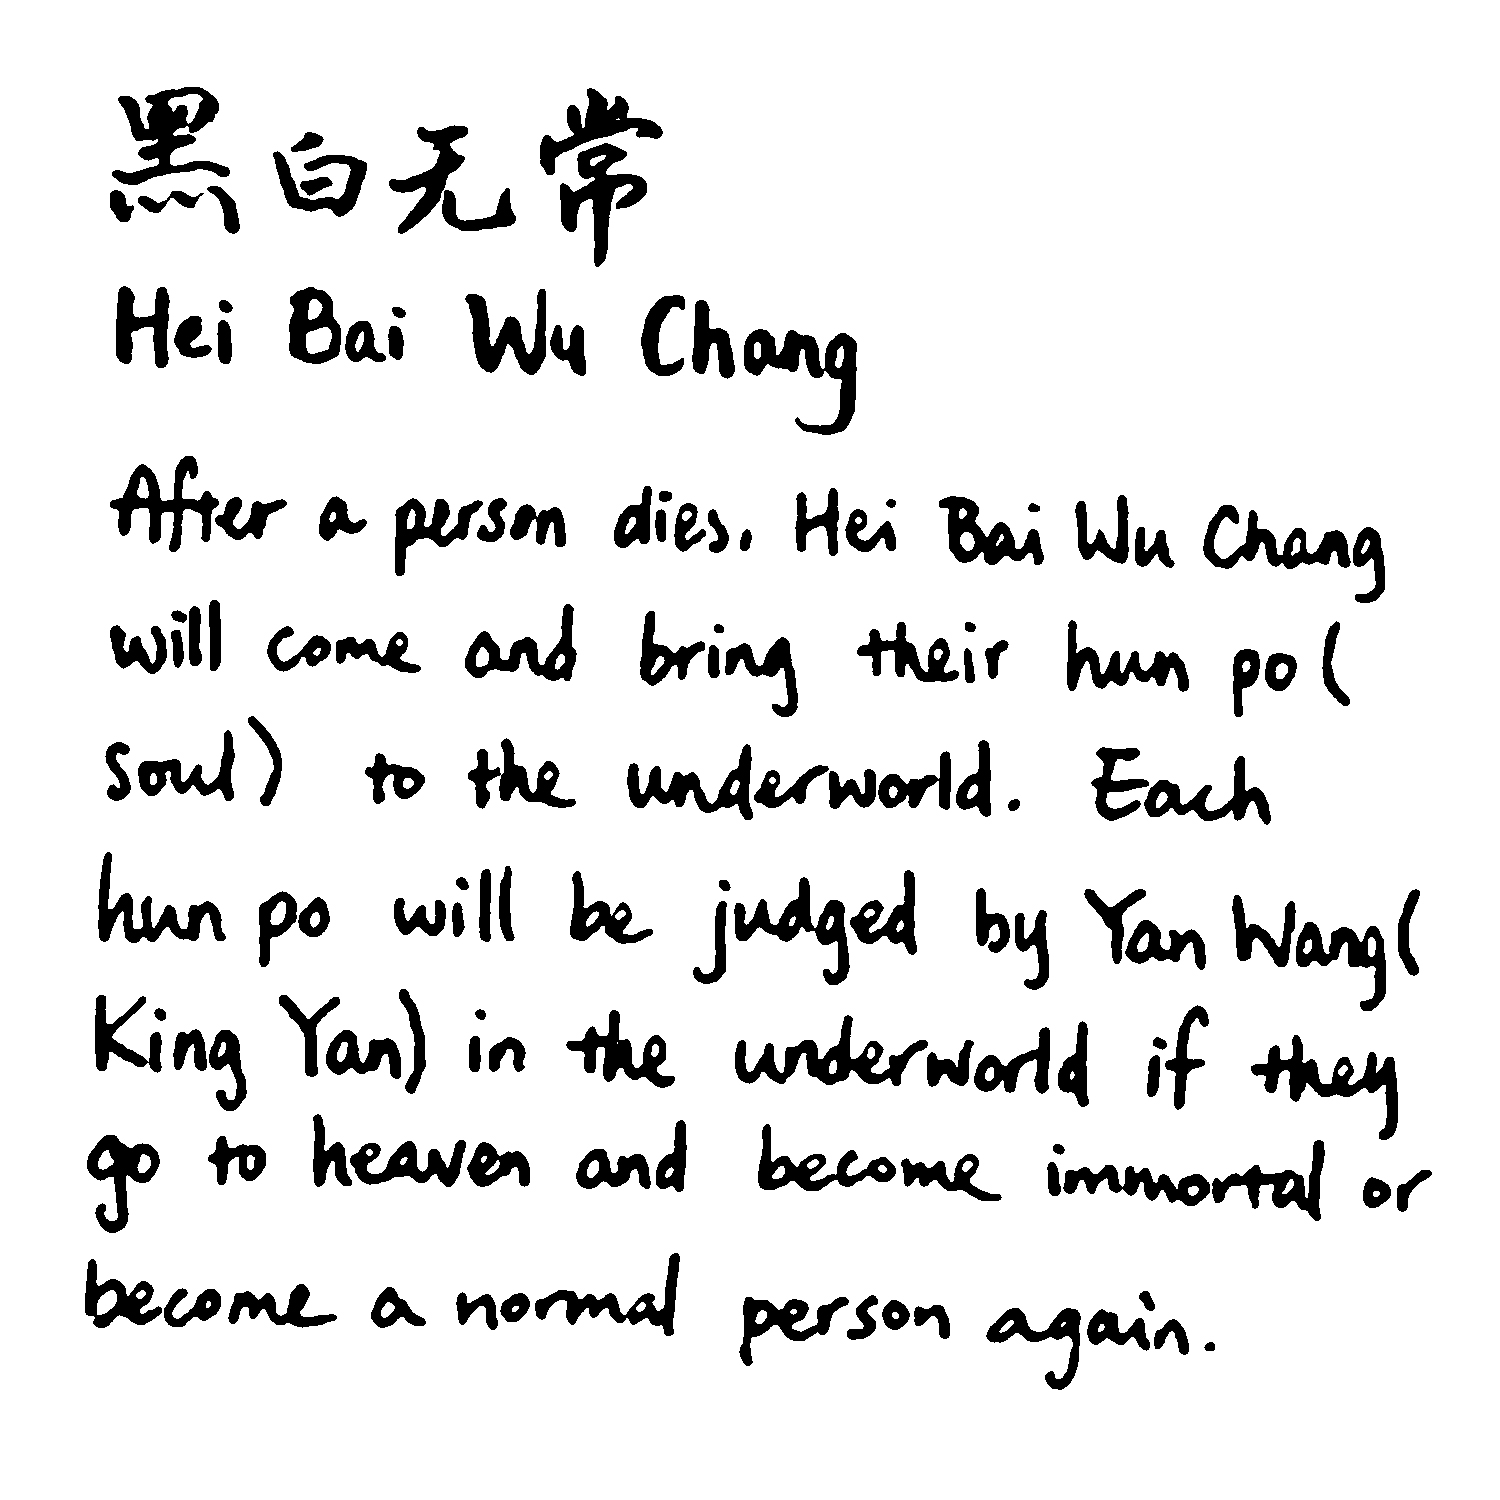 黑白无常
Hei Bai Wu Chang
After a person dies, Hei Bai Wu Chang
will come and bring their hun po (
soul) to the underworld. Each
hun po will be judged by Yan Wang (
King Yan) in the underworld if they
go to heaven and become immortal or
become a normal person again.